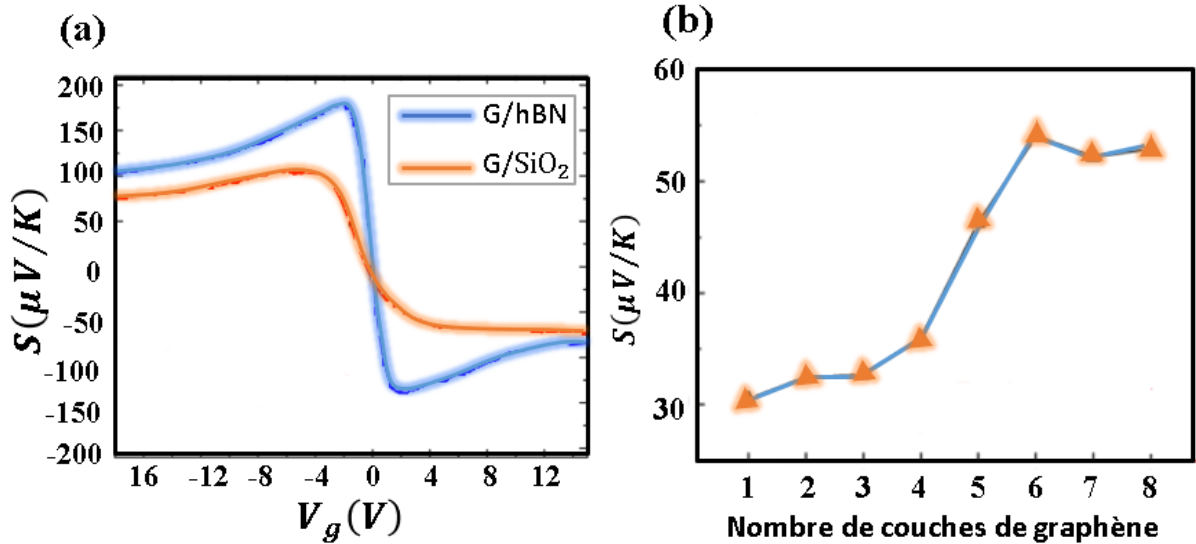 (a)
200
150
100
50
0
-50
-100
-150
-200
S(μV/K)
G/hBN
G/SiO₂
16 -12 -8 -4 0 4 8 12
V_g(V)
(b)
60
50
40
30
S(μV/K)
1 2 3 4 5 6 7 8
Nombre de couches de graphène